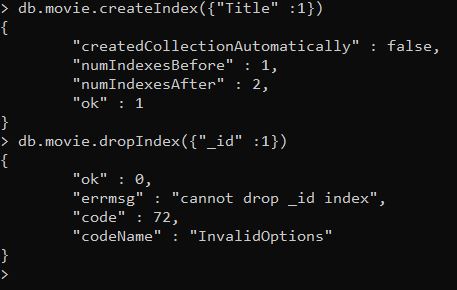 > db.movie.createIndex({"Title" :1})
{
        "createdCollectionAutomatically" : false,
        "numIndexesBefore" : 1,
        "numIndexesAfter" : 2,
        "ok" : 1
}
> db.movie.dropIndex({"_id" :1})
{
        "ok" : 0,
        "errmsg" : "cannot drop _id index",
        "code" : 72,
        "codeName" : "InvalidOptions"
}
>